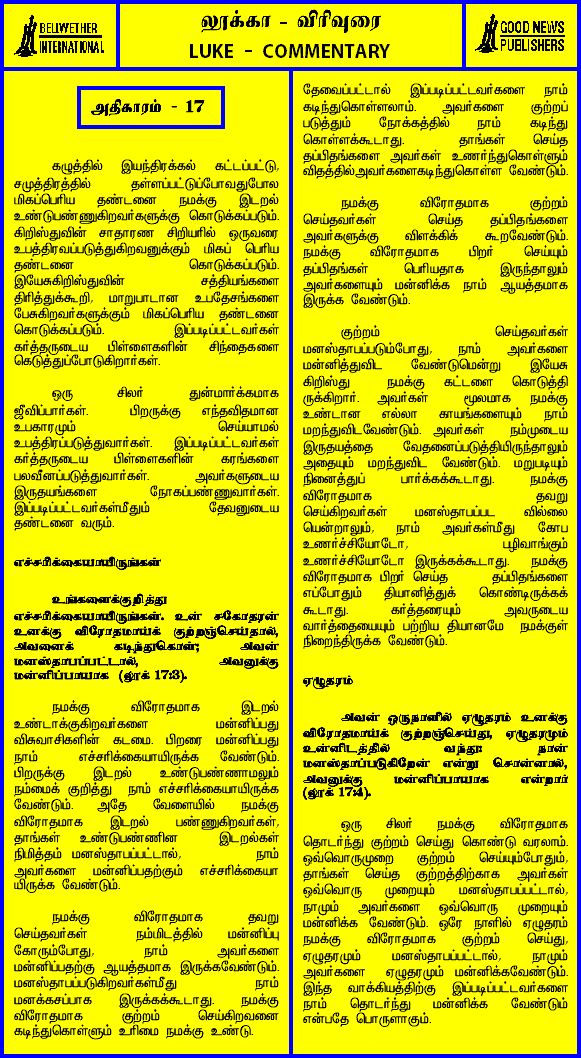 BELWETHER
INTERNATIONAL
லூக்கா - விரிவுரை
LUKE - COMMENTARY
GOOD NEWS
PUBLISHERS
அதிகாரம் - 17
கழுத்தில் இயந்திரக்கல் கட்டப்பட்டு,
சமுத்திரத்தில் தள்ளப்பட்டுப்போவதுபோல
மிகப்பெரிய தண்டனை நமக்கு இடறல்
உண்டுபண்ணுகிறவர்களுக்கு கொடுக்கப்படும்.
கிறிஸ்துவின் சாதாரண சிறியரில் ஒருவரை
உபத்திரவப்படுத்துகிறவனுக்கும் மிகப் பெரிய
தண்டனை கொடுக்கப்படும்.
இயேசுகிறிஸ்துவின் சத்தியங்களை
திரித்துக்கூறி, மாறுபாடான உபதேசங்களை
பேசுகிறவர்களுக்கும் மிகப்பெரிய தண்டனை
கொடுக்கப்படும். இப்படிப்பட்டவர்கள்
கர்த்தருடைய பிள்ளைகளின் சிந்தைகளை
கெடுத்துப்போடுகிறார்கள்.
ஒரு சிலர் துன்மார்க்கமாக
ஜீவிப்பார்கள். பிறருக்கு எந்தவிதமான
உபகாரமும் செய்யாமல்
உபத்திரப்படுத்துவார்கள். இப்படிப்பட்டவர்கள்
கர்த்தருடைய பிள்ளைகளின் கரங்களை
பலவீனப்படுத்துவார்கள். அவர்களுடைய
இருதயங்களை நோகப்பண்ணுவார்கள்.
இப்படிப்பட்டவர்கள்மீதும் தேவனுடைய
தண்டனை வரும்.
எச்சரிக்கையாயிருங்கள்
உங்களைக்குறித்து
எச்சரிக்கையாயிருங்கள். உன் சகோதரன்
உனக்கு விரோதமாய்க் குற்றஞ்செய்தால்,
அவனைக் கடிந்துகொள்; அவன்
மனஸ்தாபப்பட்டால், அவனுக்கு
மன்னிப்பாயாக (லூக் 17:3).
நமக்கு விரோதமாக இடறல்
உண்டாக்குகிறவர்களை மன்னிப்பது
விசுவாசிகளின் கடமை. பிறரை மன்னிப்பது
நாம் எச்சரிக்கையாயிருக்க வேண்டும்.
பிறருக்கு இடறல் உண்டுபண்ணாமலும்
நம்மைக் குறித்து நாம் எச்சரிக்கையாயிருக்க
வேண்டும். அதே வேளையில் நமக்கு
விரோதமாக இடறல் பண்ணுகிறவர்கள்,
தாங்கள் உண்டுபண்ணின இடறல்கள்
நிமித்தம் மனஸ்தாபப்பட்டால், நாம்
அவர்களை மன்னிப்பதற்கும் எச்சரிக்கையா
யிருக்க வேண்டும்.
நமக்கு விரோதமாக தவறு
செய்தவர்கள் நம்மிடத்தில் மன்னிப்பு
கோரும்போது, நாம் அவர்களை
மன்னிப்பதற்கு ஆயத்தமாக இருக்கவேண்டும்.
மனஸ்தாபப்படுகிறவர்கள்மீது நாம்
மனக்கசப்பாக இருக்கக்கூடாது. நமக்கு
விரோதமாக குற்றம் செய்கிறவனை
கடிந்துகொள்ளும் உரிமை நமக்கு உண்டு.
தேவைப்பட்டால் இப்படிப்பட்டவர்களை நாம்
கடிந்துகொள்ளலாம். அவர்களை குற்றப்
படுத்தும் நோக்கத்தில் நாம் கடிந்து
கொள்ளக்கூடாது. தாங்கள் செய்த
தப்பிதங்களை அவர்கள் உணர்ந்துகொள்ளும்
விதத்தில்அவர்களைகடிந்துகொள்ள வேண்டும்.
நமக்கு விரோதமாக குற்றம்
செய்தவர்கள் செய்த தப்பிதங்களை
அவர்களுக்கு விளக்கிக் கூறவேண்டும்.
நமக்கு விரோதமாக பிறர் செய்யும்
தப்பிதங்கள் பெரியதாக இருந்தாலும்
அவர்களையும் மன்னிக்க நாம் ஆயத்தமாக
இருக்க வேண்டும்.
குற்றம் செய்தவர்கள்
மனஸ்தாபப்படும்போது, நாம் அவர்களை
மன்னித்துவிட வேண்டுமென்று இயேசு
கிறிஸ்து நமக்கு கட்டளை கொடுத்தி
ருக்கிறார். அவர்கள் மூலமாக நமக்கு
உண்டான எல்லா காயங்களையும் நாம்
மறந்துவிடவேண்டும். அவர்கள் நம்முடைய
இருதயத்தை வேதனைப்படுத்தியிருந்தாலும்
அதையும் மறந்துவிட வேண்டும். மறுபடியும்
நினைத்துப் பார்க்கக்கூடாது. நமக்கு
விரோதமாக தவறு
செய்கிறவர்கள் மனஸ்தாபப்பட வில்லை
யென்றாலும், நாம் அவர்கள்மீது கோப
உணர்ச்சியோடோ, பழிவாங்கும்
உணர்ச்சியோடோ இருக்கக்கூடாது. நமக்கு
விரோதமாக பிறர் செய்த தப்பிதங்களை
எப்போதும் தியானித்துக் கொண்டிருக்கக்
கூடாது. கர்த்தரையும் அவருடைய
வார்த்தையையும் பற்றிய தியானமே நமக்குள்
நிறைந்திருக்க வேண்டும்.
ஏழுதரம்
அவன் ஒருநாளில் ஏழுதரம் உனக்கு
விரோதமாய்க் குற்றஞ்செய்து, ஏழுதரமும்
உன்னிடத்தில் வந்து: நான்
மனஸ்தாப்படுகிறேன் என்று சொன்னால்,
அவனுக்கு மன்னிப்பாயாக என்றார்
(லூக் 17:4).
ஒரு சிலர் நமக்கு விரோதமாக
தொடர்ந்து குற்றம் செய்து கொண்டு வரலாம்.
ஒவ்வொருமுறை குற்றம் செய்யும்போதும்,
தாங்கள் செய்த குற்றத்திற்காக அவர்கள்
ஒவ்வொரு முறையும் மனஸ்தாபப்பட்டால்,
நாமும் அவர்களை ஒவ்வொரு முறையும்
மன்னிக்க வேண்டும். ஒரே நாளில் ஏழுதரம்
நமக்கு விரோதமாக குற்றம் செய்து,
ஏழுதரமும் மனஸ்தாபப்பட்டால், நாமும்
அவர்களை ஏழுதரமும் மன்னிக்கவேண்டும்.
இந்த வாக்கியத்திற்கு இப்படிப்பட்டவர்களை
நாம் தொடர்ந்து மன்னிக்க வேண்டும்
என்பதே பொருளாகும்.